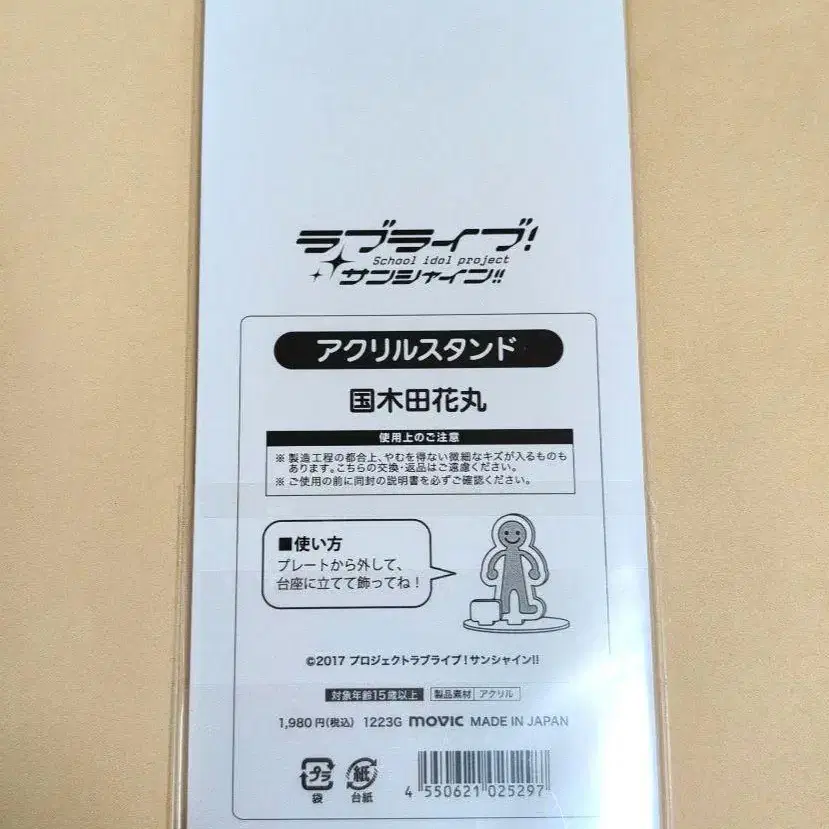 ラブライブ!
School idol project
サンシャイン!!
アクリルスタンド
国木田花丸
使用上のご注意
※ 製造工程の都合上、やむを得ない微細なキズが入るものも
あります。こちらの交換・返品はご遠慮ください。
※ ご使用の前に同封の説明書を必ずご確認ください。
■使い方
プレートから外して、
台座に立てて飾ってね！
©2017 プロジェクトラブライブ！サンシャイン!!
対象年齢15歳以上 製品素材 アクリル
1,980円(税込) 1223G movic MADE IN JAPAN
プラ 紙
袋 台紙
4 550621 025297